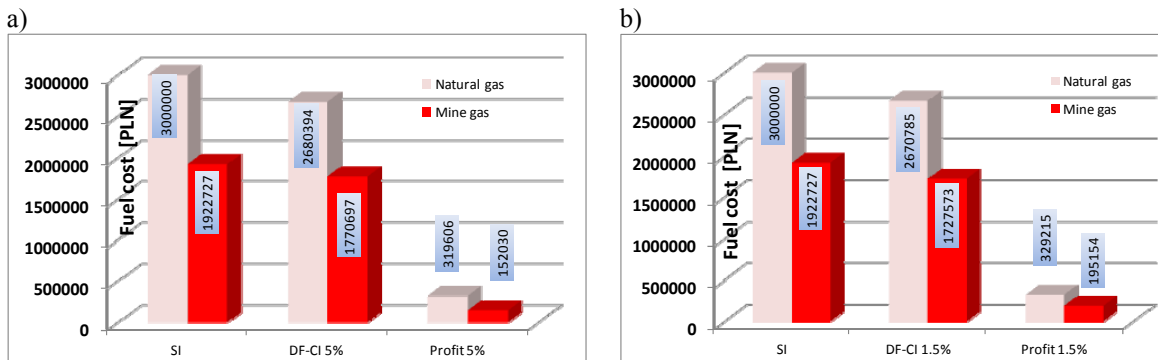 a)
Fuel cost [PLN]
3000000
2500000
2000000
1500000
1000000
500000
0
Natural gas
Mine gas
3000000
1922727
2680394
1770697
319606
152030
SI
DF-CI 5%
Profit 5%
b)
Fuel cost [PLN]
3000000
2500000
2000000
1500000
1000000
500000
0
Natural gas
Mine gas
3000000
1922727
2670785
1727573
329215
195154
SI
DF-CI 1.5%
Profit 1.5%